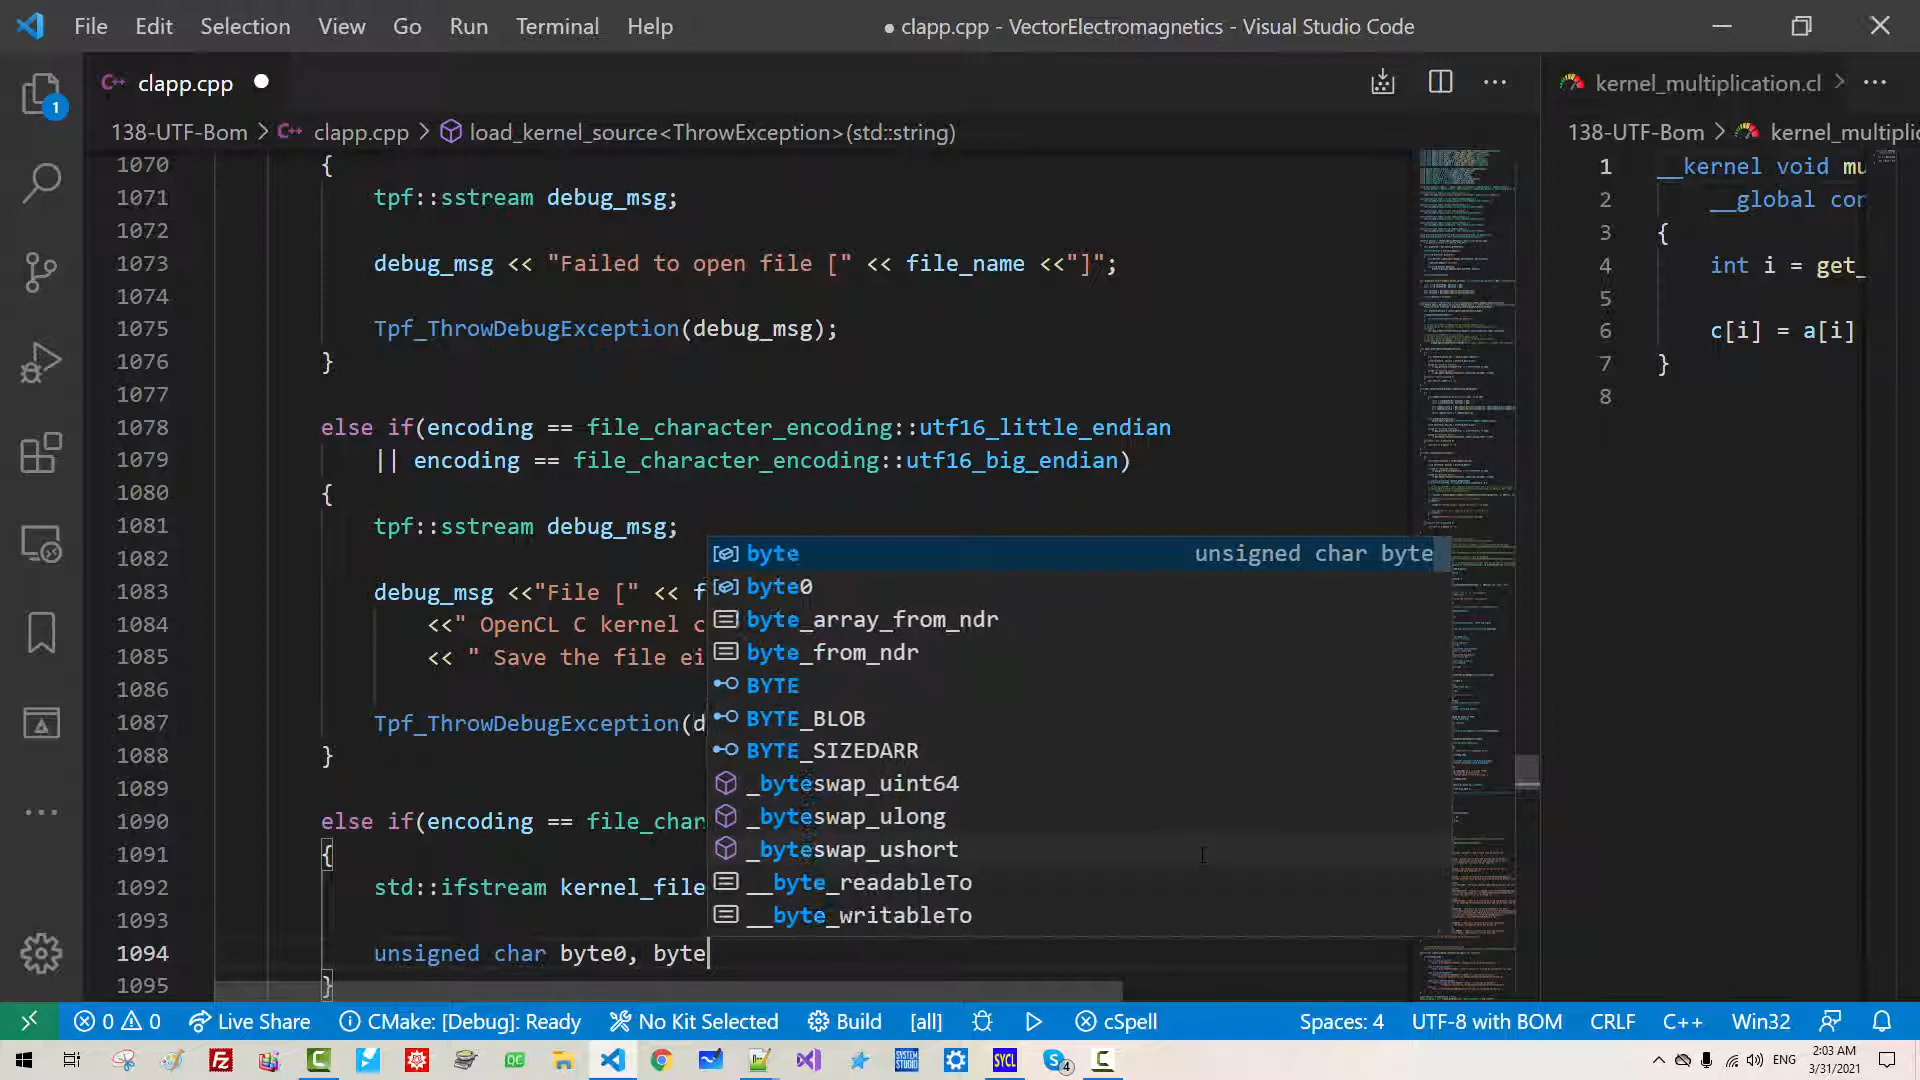 File Edit Selection View Go Run Terminal Help
● clapp.cpp - VectorElectromagnetics - Visual Studio Code
clapp.cpp
kernel_multiplication.cl
138-UTF-Bom > clapp.cpp > load_kernel_source<ThrowException>(std::string)
138-UTF-Bom >
1
1070 {
1071 tpf::sstream debug_msg;
1072
1073 debug_msg << "Failed to open file [" << file_name <<"]";
1074
1075 Tpf_ThrowDebugException(debug_msg);
1076 }
1077
1078 else if(encoding == file_character_encoding::utf16_little_endian
1079 || encoding == file_character_encoding::utf16_big_endian)
1080 {
1081 tpf::sstream debug_msg;
1082
1083 debug_msg <<"File [" << f
1084 <<" OpenCL C kernel c
1085 << " Save the file ei
1086
1087 Tpf_ThrowDebugException(d
1088 }
1089
1090 else if(encoding == file_char
1091 {
1092 std::ifstream kernel_file
1093
1094 unsigned char byte0, byte
1095 }
byte unsigned char byte
byte0
byte_array_from_ndr
byte_from_ndr
BYTE
BYTE_BLOB
BYTE_SIZEDARR
_byteswap_uint64
_byteswap_ulong
_byteswap_ushort
__byte_readableTo
__byte_writableTo
1 __kernel void mu
2 __global con
3 {
4 int i = get_
5
6 c[i] = a[i]
7 }
8
0 0 Live Share CMake: [Debug]: Ready No Kit Selected Build [all] cSpell Spaces: 4 UTF-8 with BOM CRLF C++ Win32
QC SYSTEM STUDIO SYCL 4 ENG 2:03 AM
3/31/2021